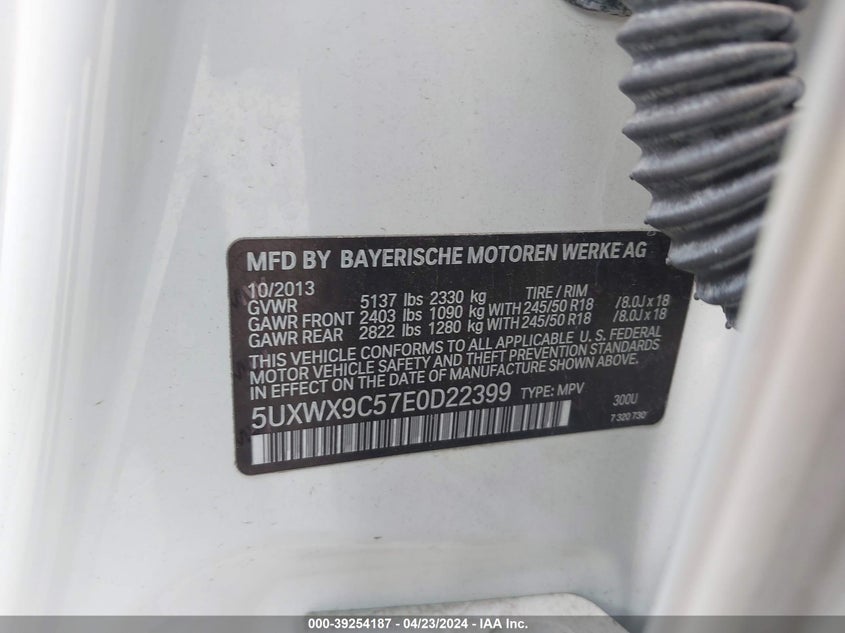 MFD BY BAYERISCHE MOTOREN WERKE AG
10/2013
GVWR 5137 lbs 2330 kg TIRE / RIM
GAWR FRONT 2403 lbs 1090 kg WITH 245/50 R18 /8.0J x 18
GAWR REAR 2822 lbs 1280 kg WITH 245/50 R18 /8.0J x 18
THIS VEHICLE CONFORMS TO ALL APPLICABLE U. S. FEDERAL
MOTOR VEHICLE SAFETY AND THEFT PREVENTION STANDARDS
IN EFFECT ON THE DATE OF MANUFACTURE SHOWN ABOVE.
5UXWX9C57E0D22399 TYPE: MPV 300U
7 320 730
000-39254187 - 04/23/2024 - IAA Inc.